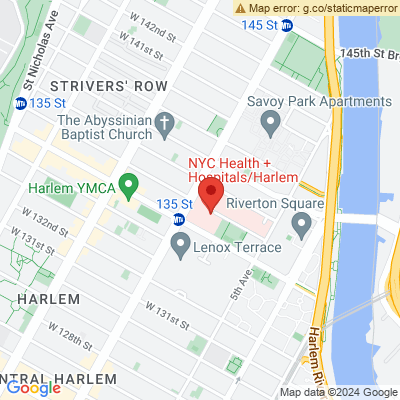 Map error: g.co/staticmaperror
W 142nd St
145 St
145th St Br
W 141st St
St Nicholas Ave
STRIVERS' ROW
135 St
Savoy Park Apartments
The Abyssinian
Baptist Church
NYC Health +
Hospitals/Harlem
Harlem YMCA
135 St
Riverton Square
W 132nd St
W 131st St
Lenox Terrace
5th Ave
HARLEM
W 131st St
W 128th St
Harlem Riv
ENTRAL HARLEM
Google
Map data ©2024 Google